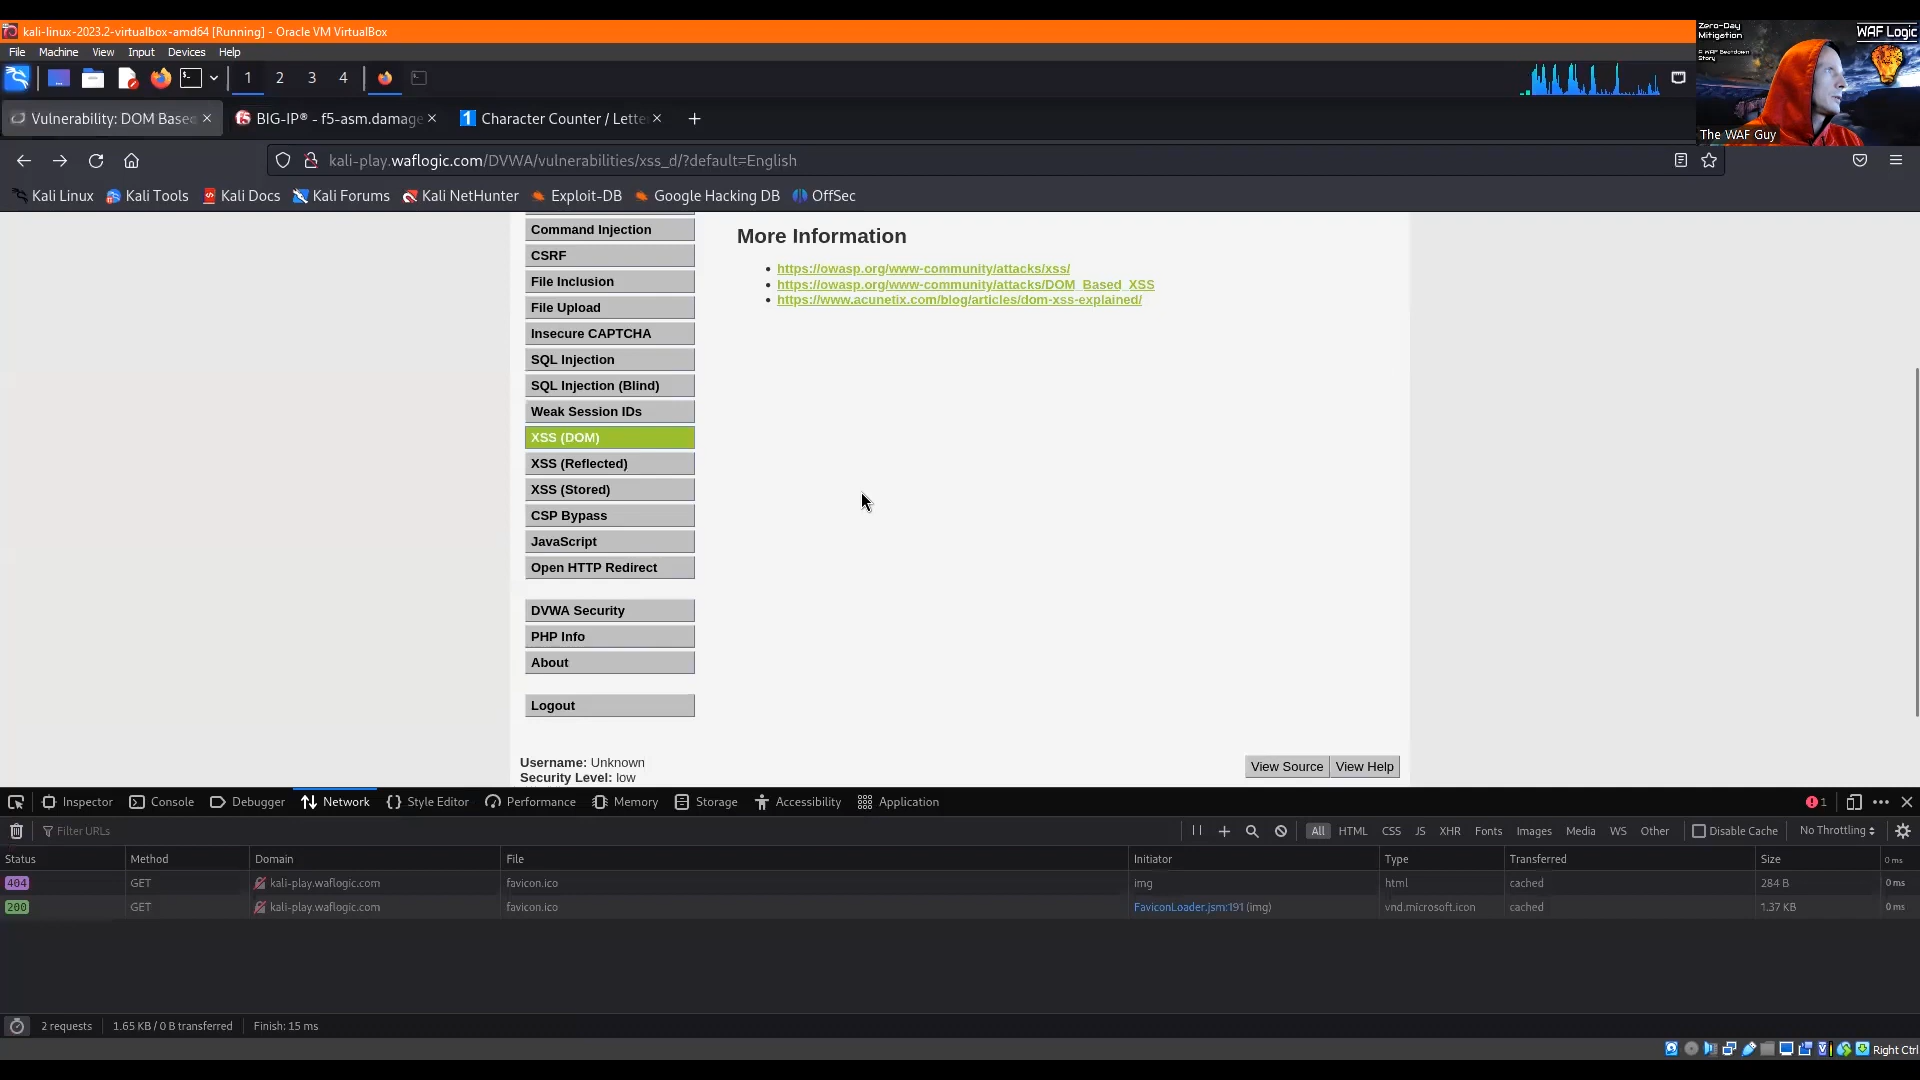 kali-linux-2023.2-virtualbox-amd64 [Running] - Oracle VM VirtualBox
File Machine View Input Devices Help
1 2 3 4
Zero-Day
Mitigation
A WAF Beatdown
Story
WAF Logic
The WAF Guy
Vulnerability: DOM Based
BIG-IP® - f5-asm.damage
Character Counter / Lette
kali-play.waflogic.com/DVWA/vulnerabilities/xss_d/?default=English
Kali Linux Kali Tools Kali Docs Kali Forums Kali NetHunter Exploit-DB Google Hacking DB OffSec
Command Injection
CSRF
File Inclusion
File Upload
Insecure CAPTCHA
SQL Injection
SQL Injection (Blind)
Weak Session IDs
XSS (DOM)
XSS (Reflected)
XSS (Stored)
CSP Bypass
JavaScript
Open HTTP Redirect
DVWA Security
PHP Info
About
Logout
More Information
https://owasp.org/www-community/attacks/xss/
https://owasp.org/www-community/attacks/DOM_Based_XSS
https://www.acunetix.com/blog/articles/dom-xss-explained/
Username: Unknown
Security Level: low
View Source View Help
Inspector Console Debugger Network Style Editor Performance Memory Storage Accessibility Application 1
Filter URLs All HTML CSS JS XHR Fonts Images Media WS Other Disable Cache No Throttling
Status Method Domain File Initiator Type Transferred Size 0 ms
404 GET kali-play.waflogic.com favicon.ico img html cached 284 B 0 ms
200 GET kali-play.waflogic.com favicon.ico FaviconLoader.jsm:191 (img) vnd.microsoft.icon cached 1.37 KB 0 ms
2 requests 1.65 KB / 0 B transferred Finish: 15 ms
Right Ctrl